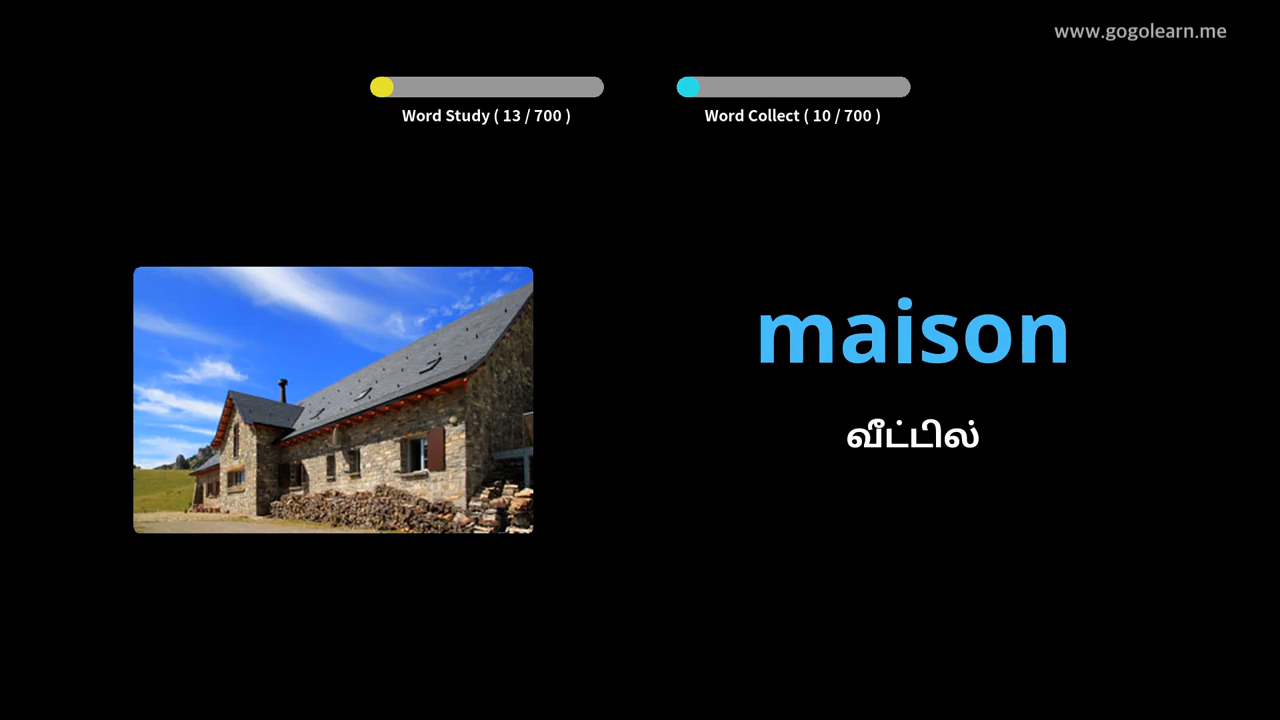 www.gogolearn.me
Word Study ( 13 / 700 )
Word Collect ( 10 / 700 )
maison
வீட்டில்